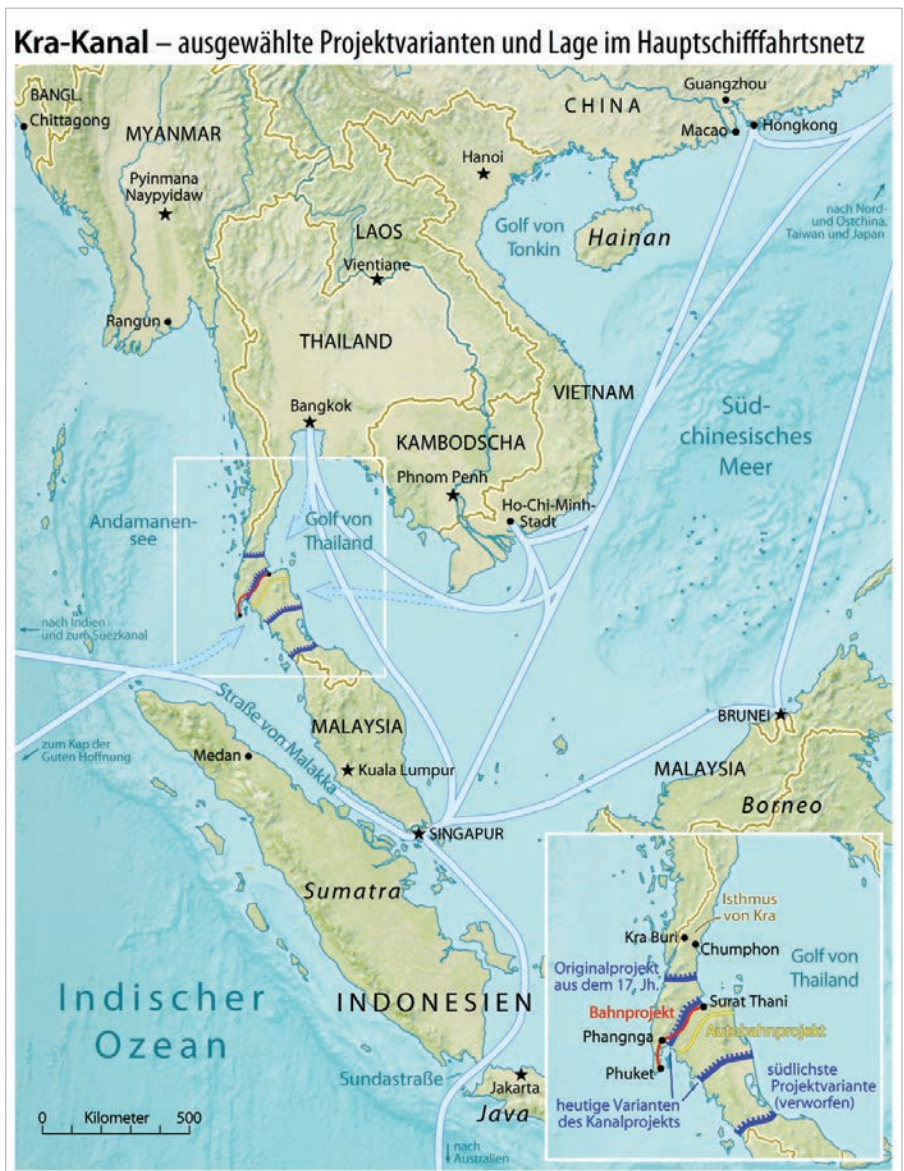 Kra-Kanal – ausgewählte Projektvarianten und Lage im Hauptschifffahrtsnetz
BANGL.
Chittagong
MYANMAR
Pyinmana
Naypyidaw
CHINA
Guangzhou
Macao
Hongkong
Hanoi
nach Nord-
und Ostchina,
Taiwan und Japan
Golf von
Tonkin
Hainan
LAOS
Vientiane
Rangun
THAILAND
VIETNAM
Bangkok
KAMBODSCHA
Phnom Penh
Süd-
chinesisches
Meer
Ho-Chi-Minh-
Stadt
Andamanen-
see
Golf von
Thailand
nach Indien
und zum Suezkanal
zum Kap der
Guten Hoffnung
Straße von Malakka
MALAYSIA
Medan
Kuala Lumpur
BRUNEI
MALAYSIA
Borneo
SINGAPUR
Sumatra
Indischer
Ozean
INDONESIEN
Sundastraße
Jakarta
Java
nach
Australien
0 Kilometer 500
Isthmus
von Kra
Kra Buri
Chumphon
Golf von
Thailand
Originalprojekt
aus dem 17. Jh.
Surat Thani
Bahnprojekt
Autobahnprojekt
Phangnga
Phuket
heutige Varianten
des Kanalprojekts
südlichste
Projektvariante
(verworfen)